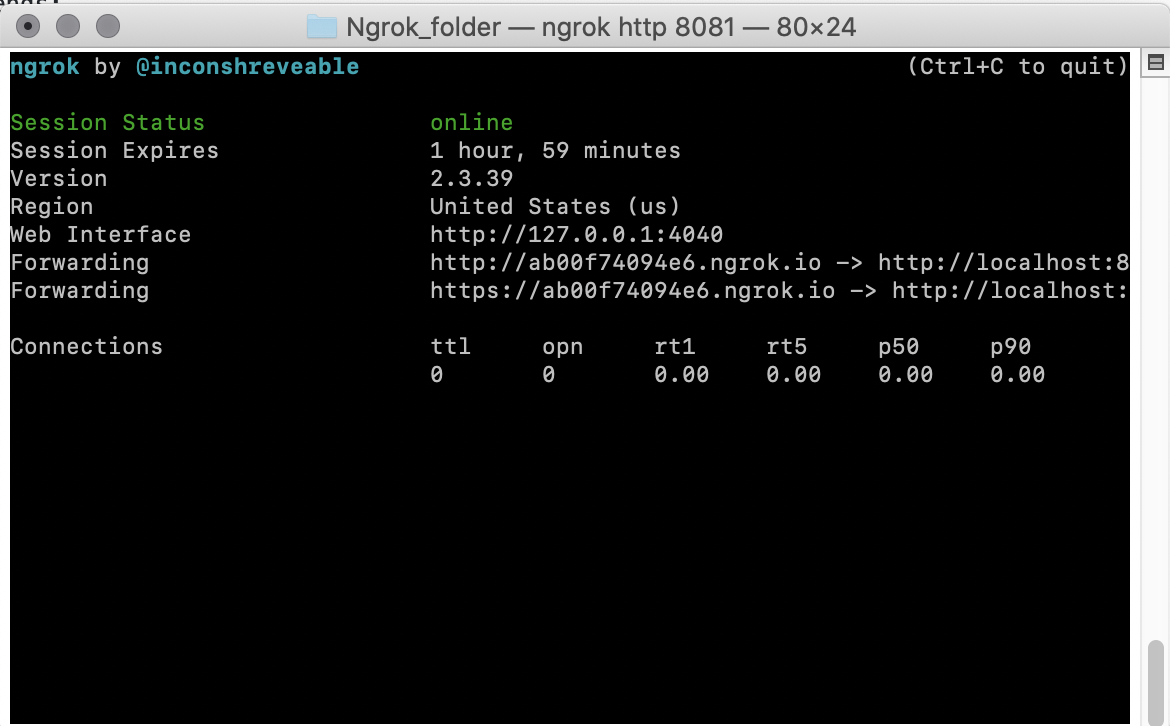 Ngrok_folder — ngrok http 8081 — 80×24
ngrok by @inconshreveable (Ctrl+C to quit)
Session Status online
Session Expires 1 hour, 59 minutes
Version 2.3.39
Region United States (us)
Web Interface http://127.0.0.1:4040
Forwarding http://ab00f74094e6.ngrok.io -> http://localhost:8
Forwarding https://ab00f74094e6.ngrok.io -> http://localhost:
Connections ttl opn rt1 rt5 p50 p90
0 0 0.00 0.00 0.00 0.00